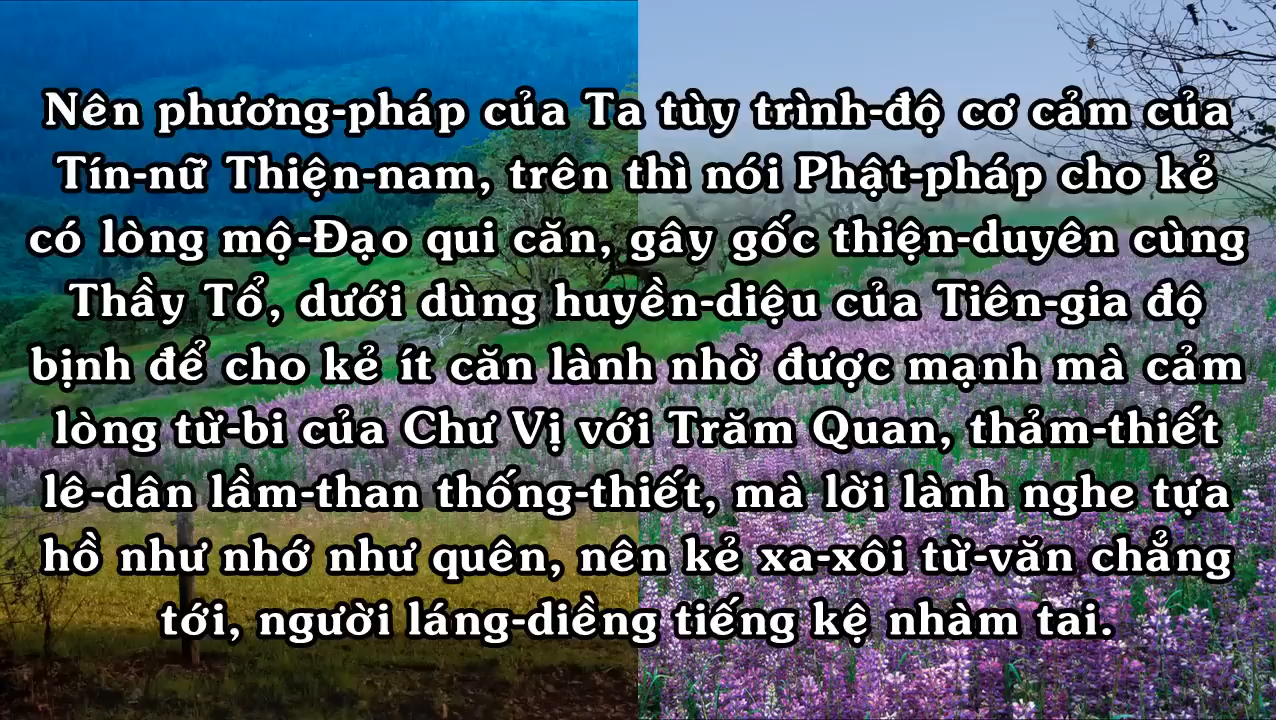 Nên phương-pháp của Ta tùy trình-độ cơ cảm của
Tín-nữ Thiện-nam, trên thì nói Phật-pháp cho kẻ
có lòng mộ-Đạo qui căn, gây gốc thiện-duyên cùng
Thầy Tổ, dưới dùng huyền-diệu của Tiên-gia độ
bịnh để cho kẻ ít căn lành nhờ được mạnh mà cảm
lòng từ-bi của Chư Vị với Trăm Quan, thảm-thiết
lê-dân lầm-than thống-thiết, mà lời lành nghe tựa
hồ như nhớ như quên, nên kẻ xa-xôi từ-văn chẳng
tới, người láng-diềng tiếng kệ nhàm tai.